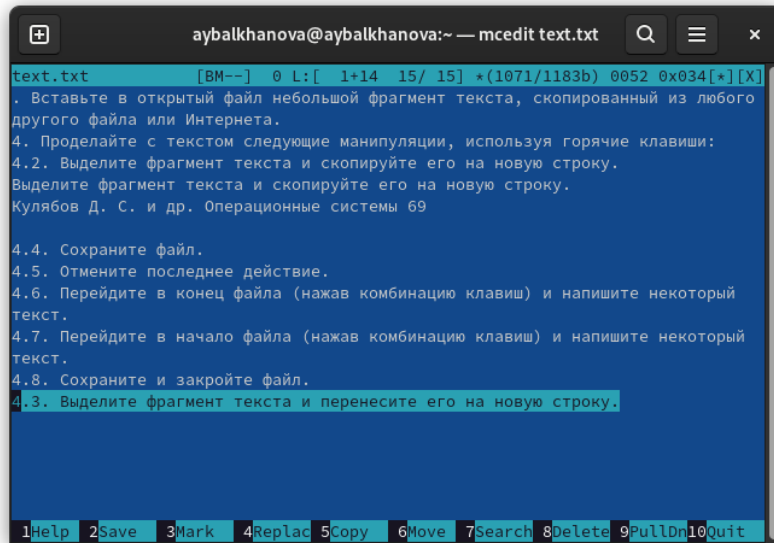 aybalkhanova@aybalkhanova:~ — mcedit text.txt
text.txt [BM--] 0 L:[ 1+14 15/ 15] *(1071/1183b) 0052 0x034[*][X]
. Вставьте в открытый файл небольшой фрагмент текста, скопированный из любого
другого файла или Интернета.
4. Проделайте с текстом следующие манипуляции, используя горячие клавиши:
4.2. Выделите фрагмент текста и скопируйте его на новую строку.
Выделите фрагмент текста и скопируйте его на новую строку.
Кулябов Д. С. и др. Операционные системы 69
4.4. Сохраните файл.
4.5. Отмените последнее действие.
4.6. Перейдите в конец файла (нажав комбинацию клавиш) и напишите некоторый
текст.
4.7. Перейдите в начало файла (нажав комбинацию клавиш) и напишите некоторый
текст.
4.8. Сохраните и закройте файл.
4.3. Выделите фрагмент текста и перенесите его на новую строку.
1Help 2Save 3Mark 4Replac 5Copy 6Move 7Search 8Delete 9PullDn 10Quit